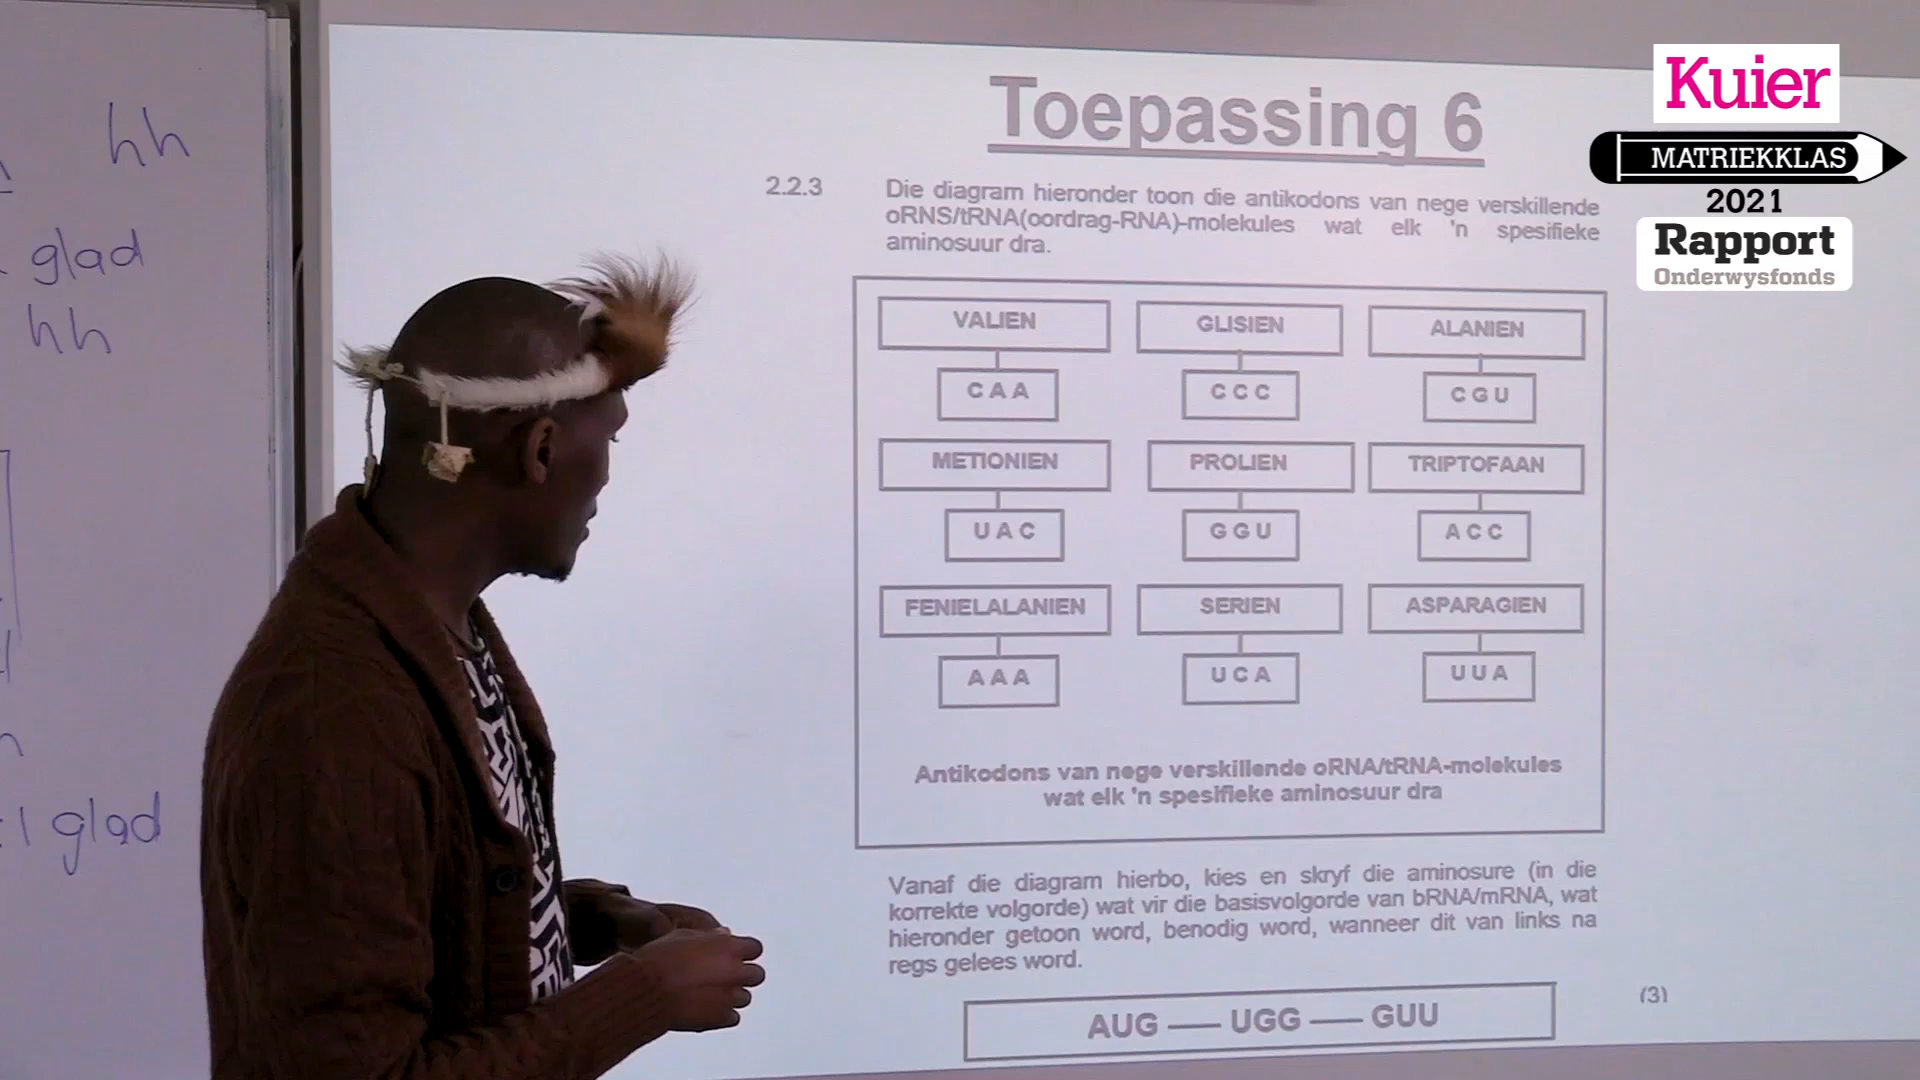 hh
glad
hh
glad
Toepassing 6
2.2.3
Die diagram hieronder toon die antikodons van nege verskillende
oRNS/tRNA(oordrag-RNA)-molekules wat elk 'n spesifieke
aminosuur dra.
VALIEN GLISIEN ALANIEN
C A A C C C C G U
METIONIEN PROLIEN TRIPTOFAAN
U A C G G U A C C
FENIELALANIEN SERIEN ASPARAGIEN
A A A U C A U U A
Antikodons van nege verskillende oRNA/tRNA-molekules
wat elk 'n spesifieke aminosuur dra
Vanaf die diagram hierbo, kies en skryf die aminosure (in die
korrekte volgorde) wat vir die basisvolgorde van bRNA/mRNA, wat
hieronder getoon word, benodig word, wanneer dit van links na
regs gelees word.
(3)
AUG — UGG — GUU
Kuier
MATRIEKKLAS
2021
Rapport
Onderwysfonds